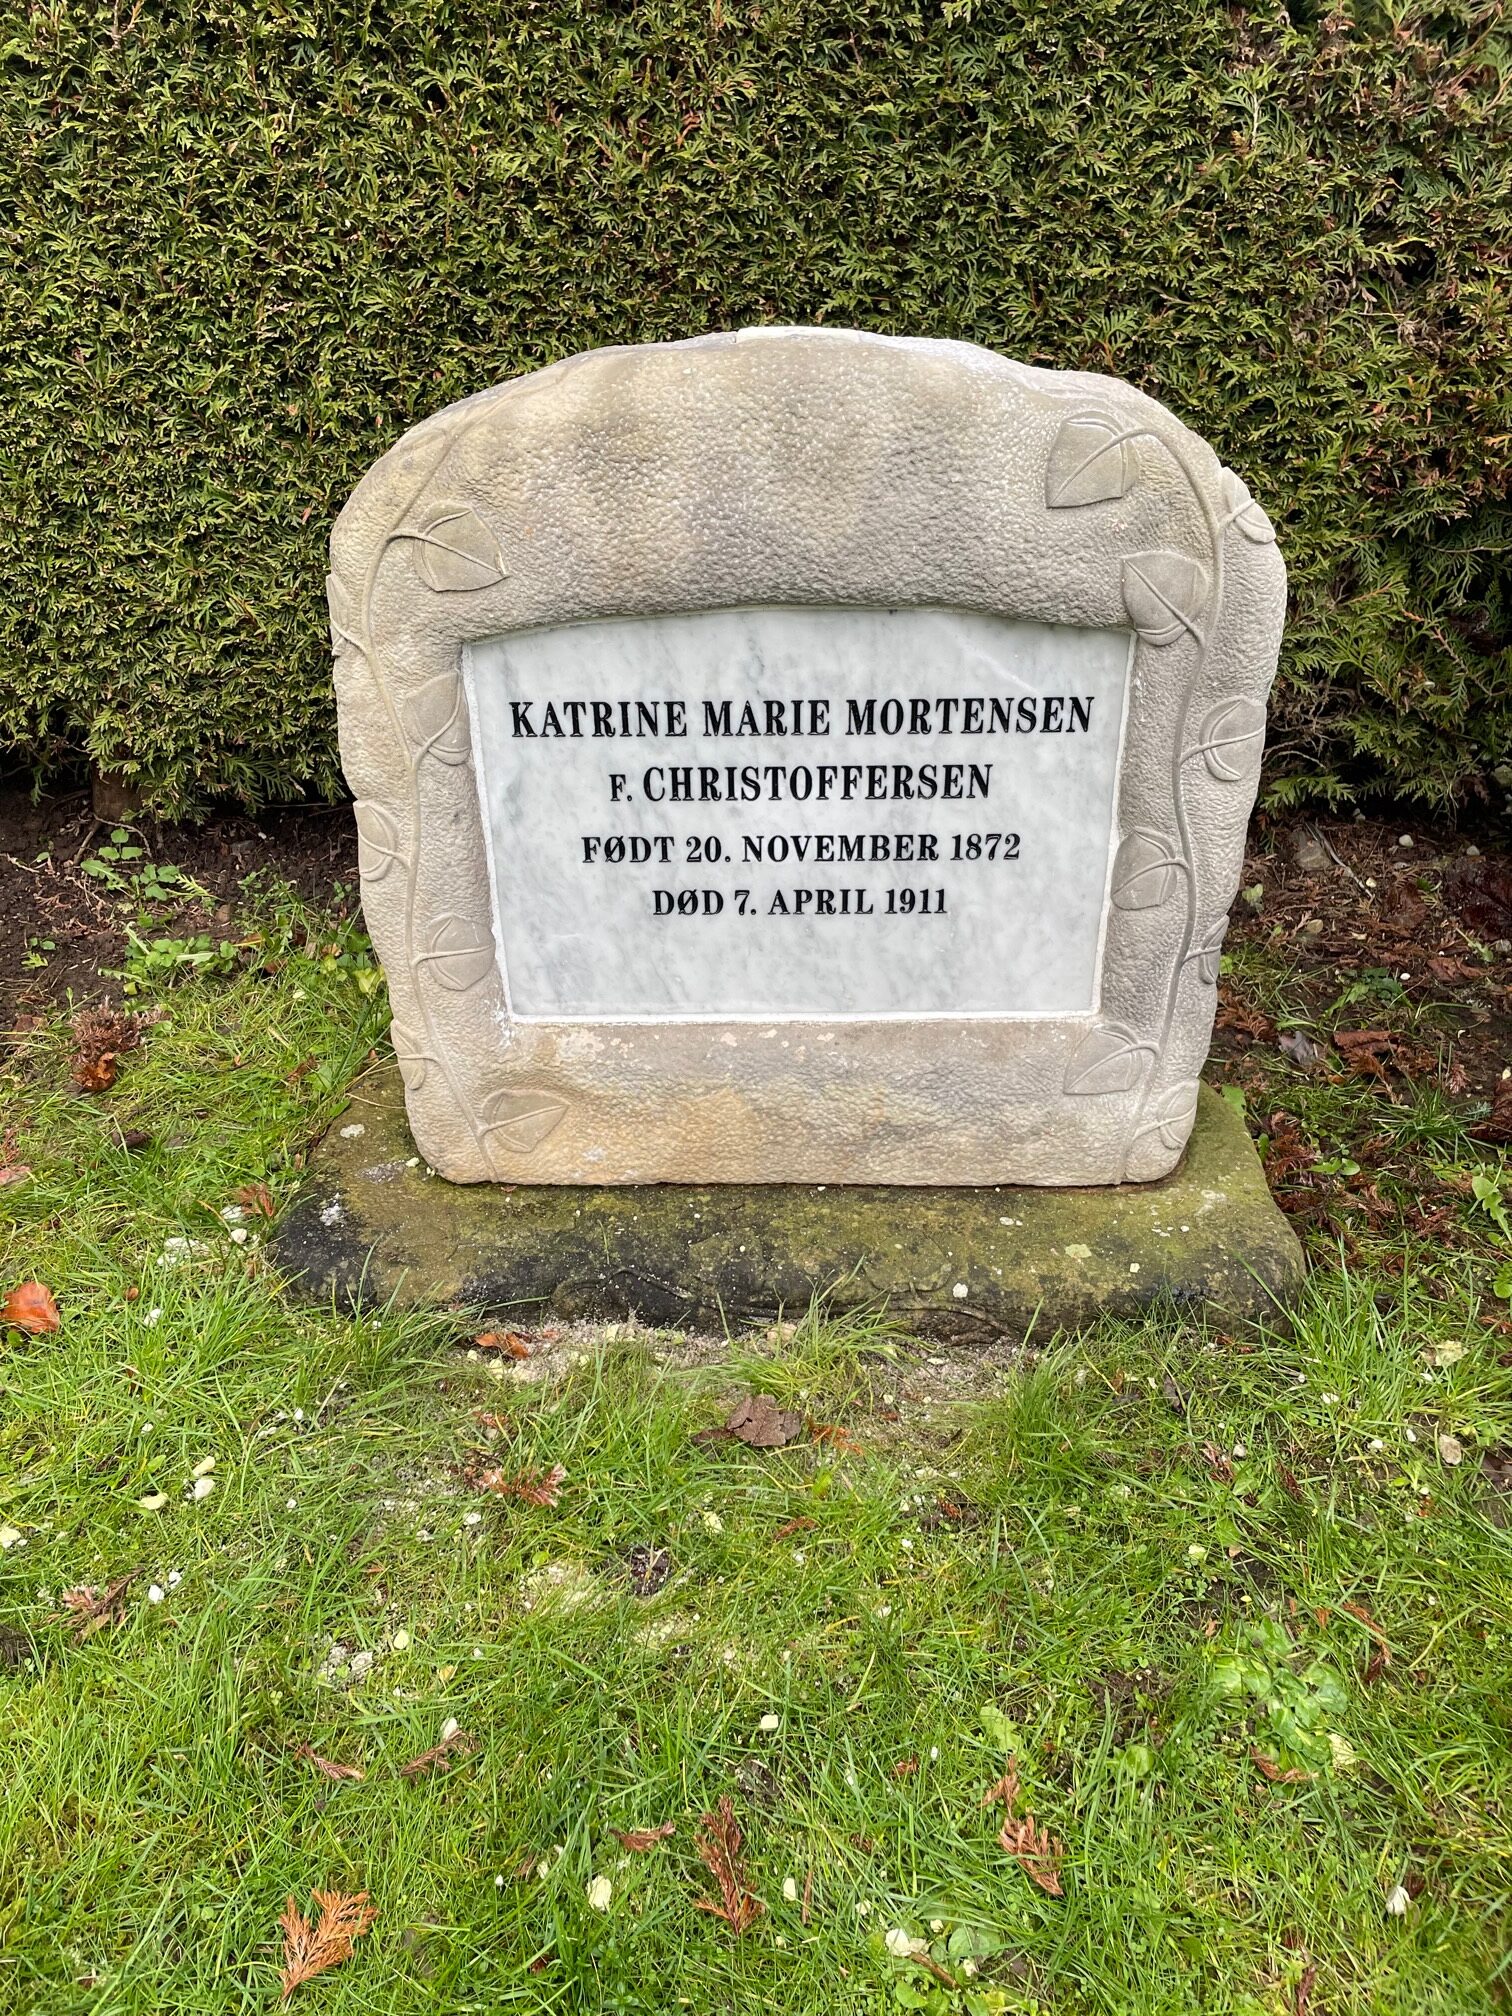 KATRINE MARIE MORTENSEN
F. CHRISTOFFERSEN
FØDT 20. NOVEMBER 1872
DØD 7. APRIL 1911